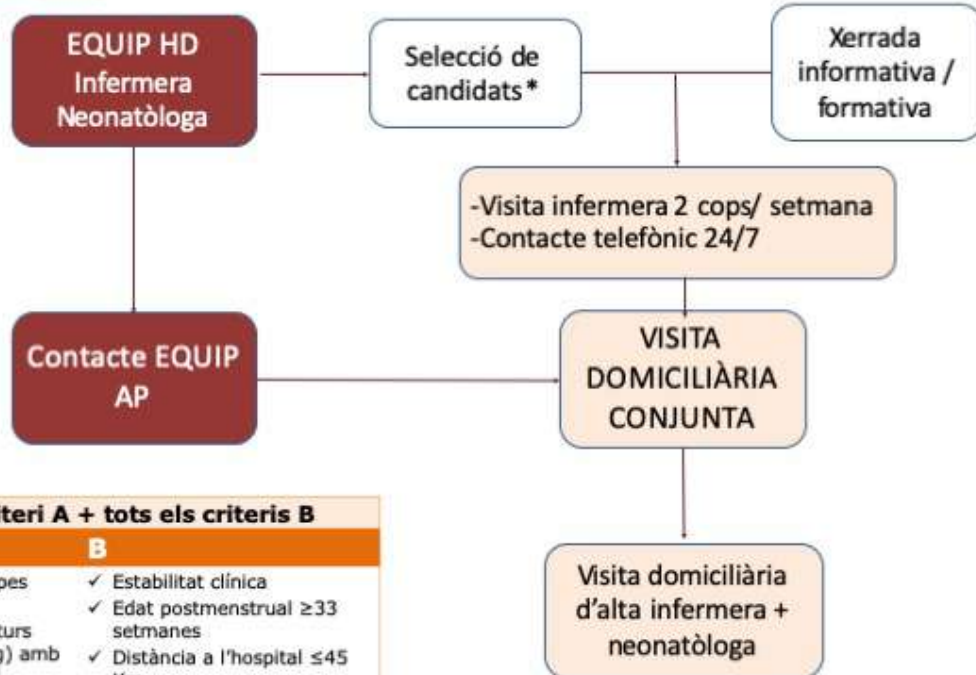 EQUIP HD
Infermera
Neonatòloga
Selecció de
candidats*
Xerrada
informativa /
formativa
-Visita infermera 2 cops/ setmana
-Contacte telefònic 24/7
Contacte EQUIP
AP
VISITA
DOMICILIÀRIA
CONJUNTA
Visita domiciliària
d'alta infermera +
neonatòloga
A + tots els criteris B
B
✓ Estabilitat clínica
✓ Edat postmenstrual ≥33
setmanes
amb
✓ Distància a l'hospital ≤45